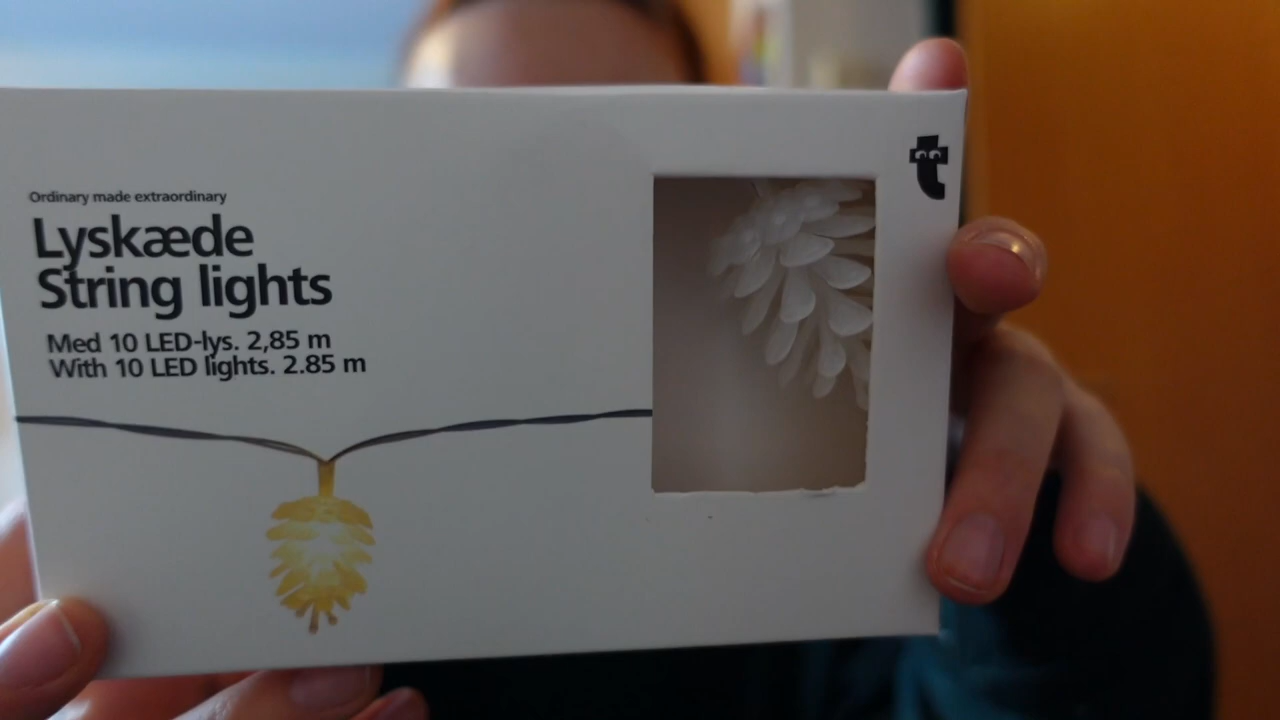 Ordinary made extraordinary
Lyskæde
String lights
Med 10 LED-lys. 2,85 m
With 10 LED lights. 2.85 m
t